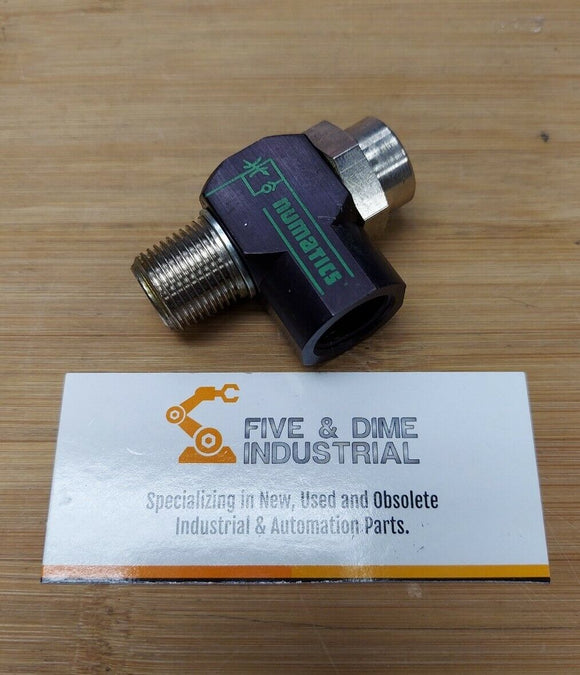 numatics
FIVE & DIME
INDUSTRIAL
Specializing in New, Used and Obsolete
Industrial & Automation Parts.